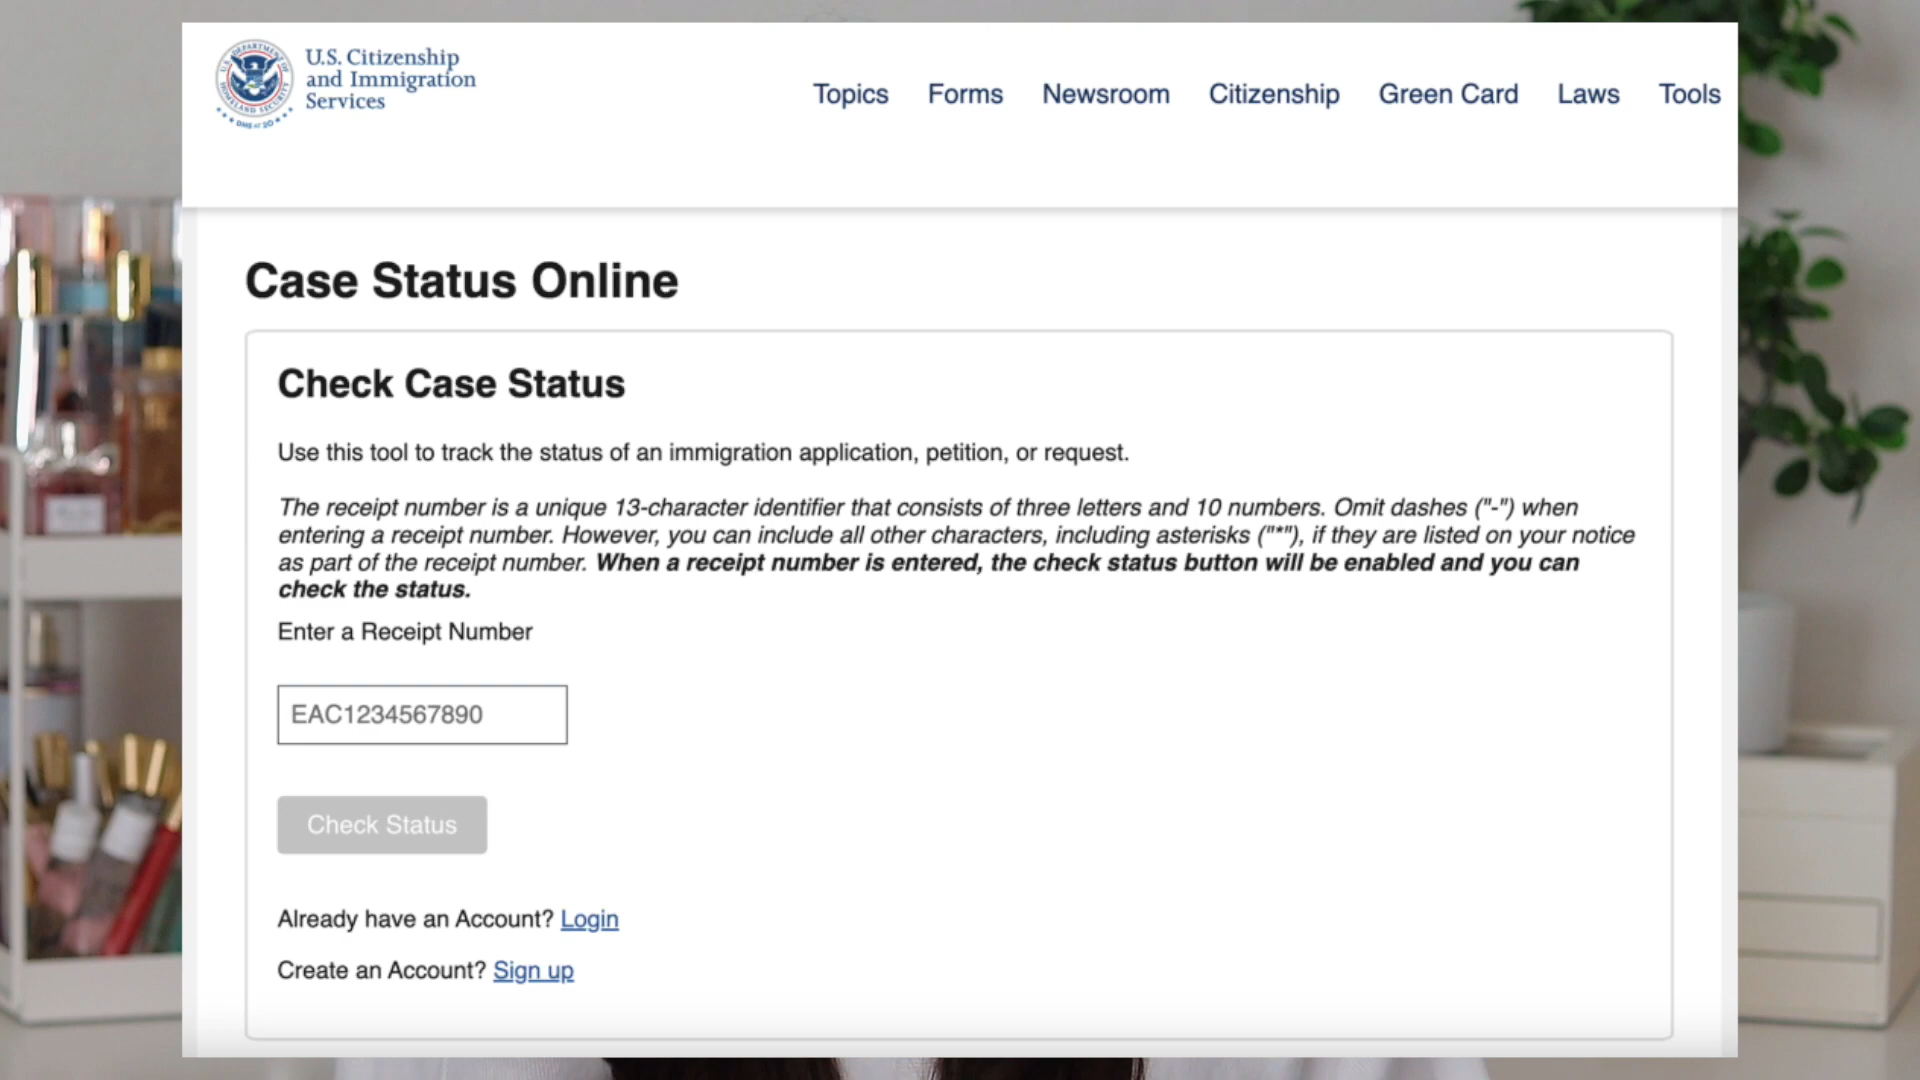 U.S. Citizenship
and Immigration
Services
Topics Forms Newsroom Citizenship Green Card Laws Tools
Case Status Online
Check Case Status
Use this tool to track the status of an immigration application, petition, or request.
The receipt number is a unique 13-character identifier that consists of three letters and 10 numbers. Omit dashes ("-") when
entering a receipt number. However, you can include all other characters, including asterisks ("*"), if they are listed on your notice
as part of the receipt number. When a receipt number is entered, the check status button will be enabled and you can
check the status.
Enter a Receipt Number
EAC1234567890
Check Status
Already have an Account? Login
Create an Account? Sign up